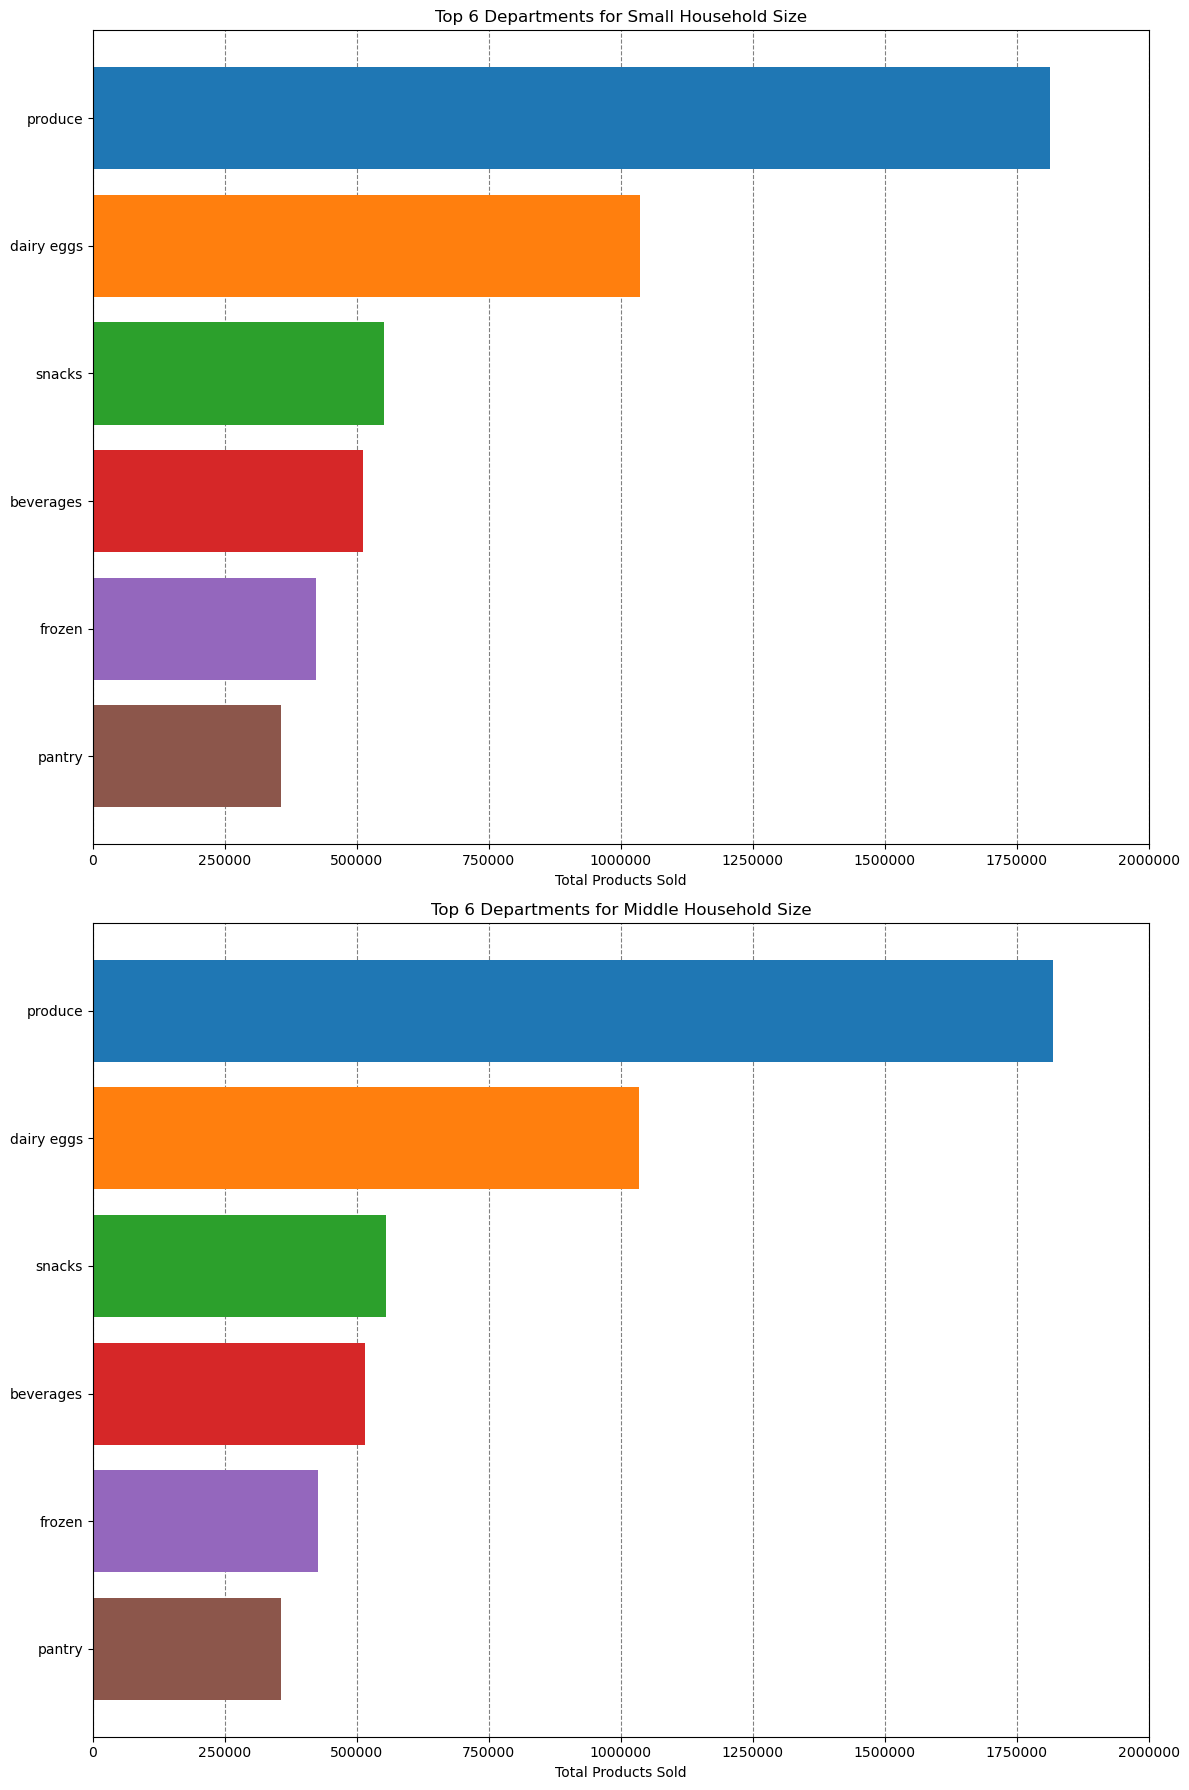 Top 6 Departments for Small Household Size
produce
dairy eggs
snacks
beverages
frozen
pantry
0 250000 500000 750000 1000000 1250000 1500000 1750000 2000000
Total Products Sold
Top 6 Departments for Middle Household Size
produce
dairy eggs
snacks
beverages
frozen
pantry
0 250000 500000 750000 1000000 1250000 1500000 1750000 2000000
Total Products Sold